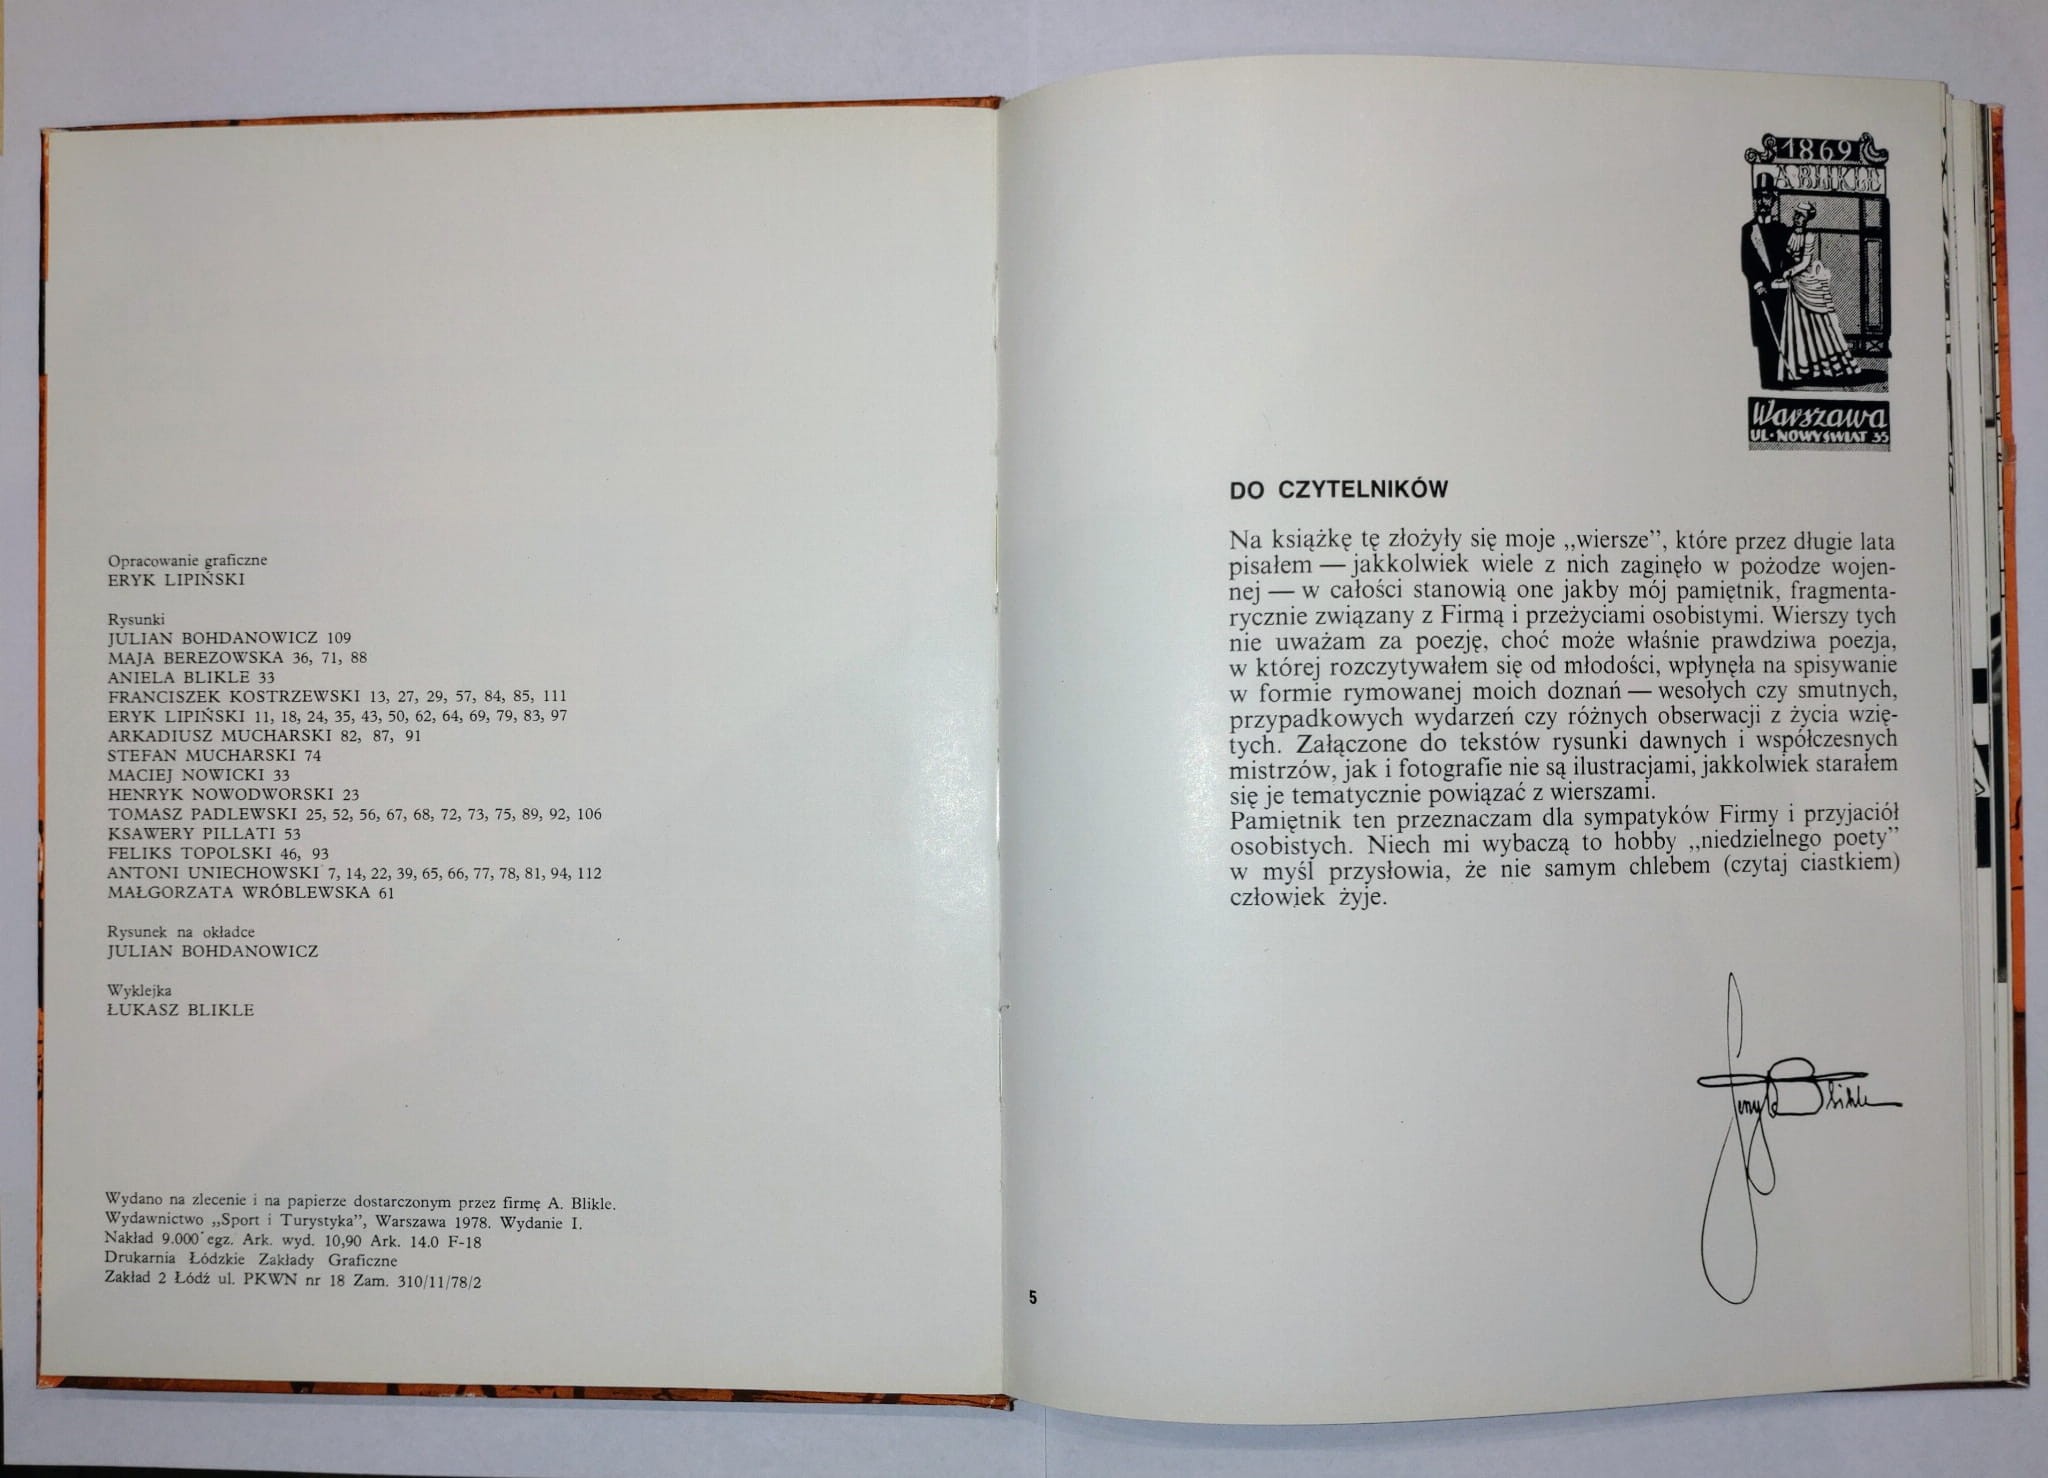 Opracowanie graficzne
ERYK LIPIŃSKI
Rysunki
JULIAN BOHDANOWICZ 109
MAJA BEREZOWSKA 36, 71, 88
ANIELA BLIKLE 33
FRANCISZEK KOSTRZEWSKI 13, 27, 29, 57, 84, 85, 111
ERYK LIPIŃSKI 11, 18, 24, 35, 43, 50, 62, 64, 69, 79, 83, 97
ARKADIUSZ MUCHARSKI 82, 87, 91
STEFAN MUCHARSKI 74
MACIEJ NOWICKI 33
HENRYK NOWODWORSKI 23
TOMASZ PADLEWSKI 25, 52, 56, 67, 68, 72, 73, 75, 89, 92, 106
KSAWERY PILLATI 53
FELIKS TOPOLSKI 46, 93
ANTONI UNIECHOWSKI 7, 14, 22, 39, 65, 66, 77, 78, 81, 94, 112
MAŁGORZATA WRÓBLEWSKA 61
Rysunek na okładce
JULIAN BOHDANOWICZ
Wyklejka
ŁUKASZ BLIKLE
Wydano na zlecenie i na papierze dostarczonym przez firmę A. Blikle.
Wydawnictwo „Sport i Turystyka”, Warszawa 1978. Wydanie I.
Nakład 9.000 egz. Ark. wyd. 10,90 Ark. 14.0 F-18
Drukarnia Łódzkie Zakłady Graficzne
Zakład 2 Łódź ul. PKWN nr 18 Zam. 310/11/78/2
1869
A BLIKLE
Warszawa
UL · NOWY ŚWIAT 35
DO CZYTELNIKÓW
Na książkę tę złożyły się moje „wiersze”, które przez długie lata
pisałem — jakkolwiek wiele z nich zaginęło w pożodze wojen-
nej — w całości stanowią one jakby mój pamiętnik, fragmenta-
rycznie związany z Firmą i przeżyciami osobistymi. Wierszy tych
nie uważam za poezję, choć może właśnie prawdziwa poezja,
w której rozczytywałem się od młodości, wpłynęła na spisywanie
w formie rymowanej moich doznań — wesołych czy smutnych,
przypadkowych wydarzeń czy różnych obserwacji z życia wzię-
tych. Załączone do tekstów rysunki dawnych i współczesnych
mistrzów, jak i fotografie nie są ilustracjami, jakkolwiek starałem
się je tematycznie powiązać z wierszami.
Pamiętnik ten przeznaczam dla sympatyków Firmy i przyjaciół
osobistych. Niech mi wybaczą to hobby „niedzielnego poety”
w myśl przysłowia, że nie samym chlebem (czytaj ciastkiem)
człowiek żyje.
Jerzy Blikle
5